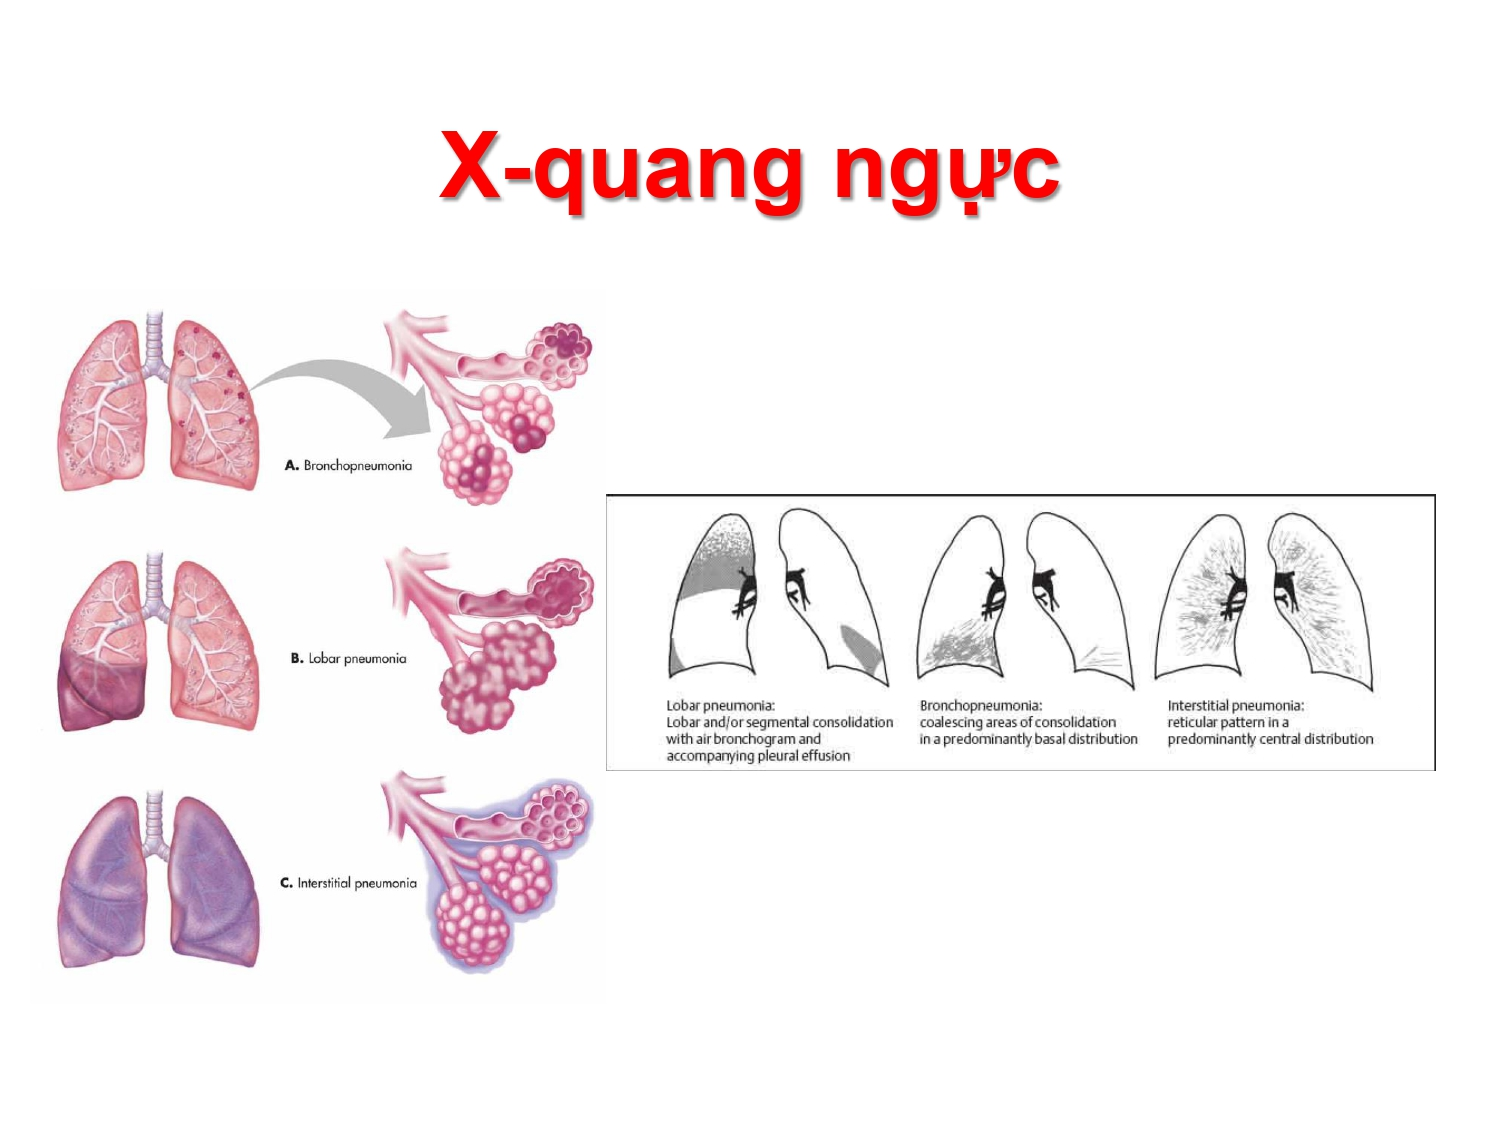 X-quang ngực
A. Bronchopneumonia
B. Lobar pneumonia
C. Interstitial pneumonia
Lobar pneumonia:
Lobar and/or segmental consolidation
with air bronchogram and
accompanying pleural effusion
Bronchopneumonia:
coalescing areas of consolidation
in a predominantly basal distribution
Interstitial pneumonia:
reticular pattern in a
predominantly central distribution